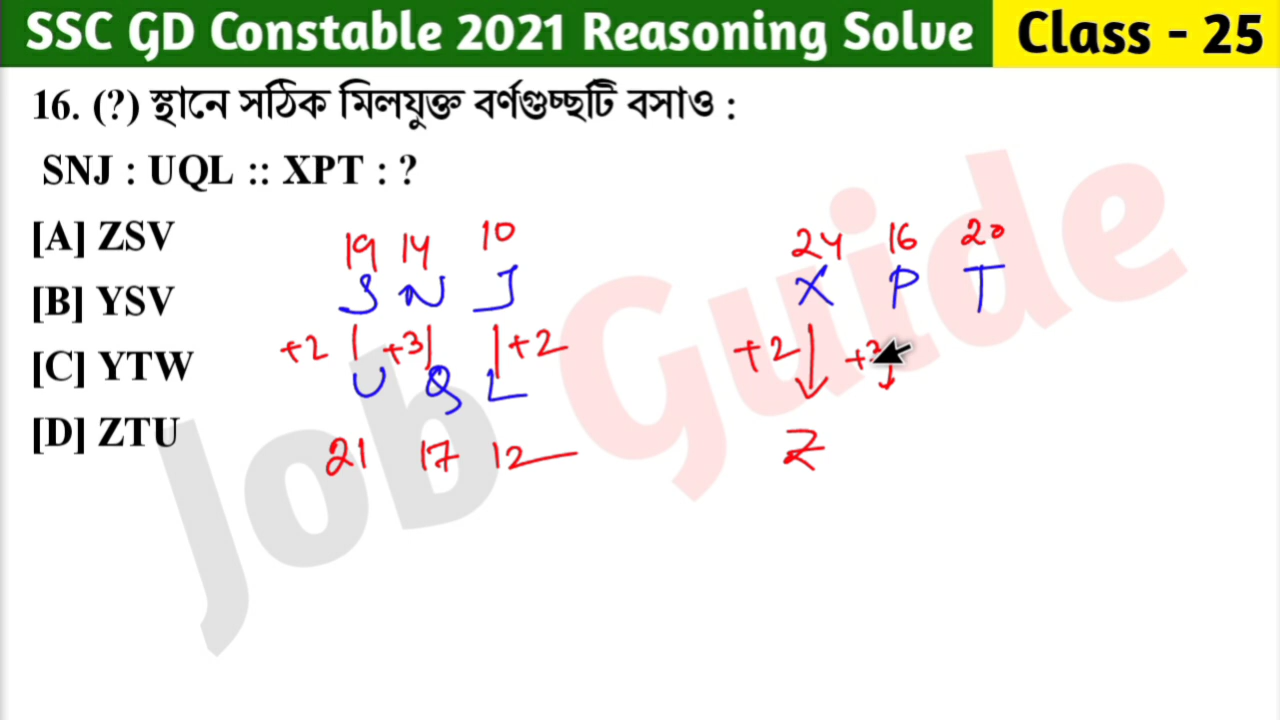 SSC GD Constable 2021 Reasoning Solve Class - 25
16. (?) স্থানে সঠিক মিলযুক্ত বর্ণগুচ্ছটি বসাও :
SNJ : UQL :: XPT : ?
[A] ZSV
[B] YSV
[C] YTW
[D] ZTU
19 14 10 24 16 20
S N J X P T
+2 +3 +2 +2 +3
U Q L
21 17 12 Z
Job Guide